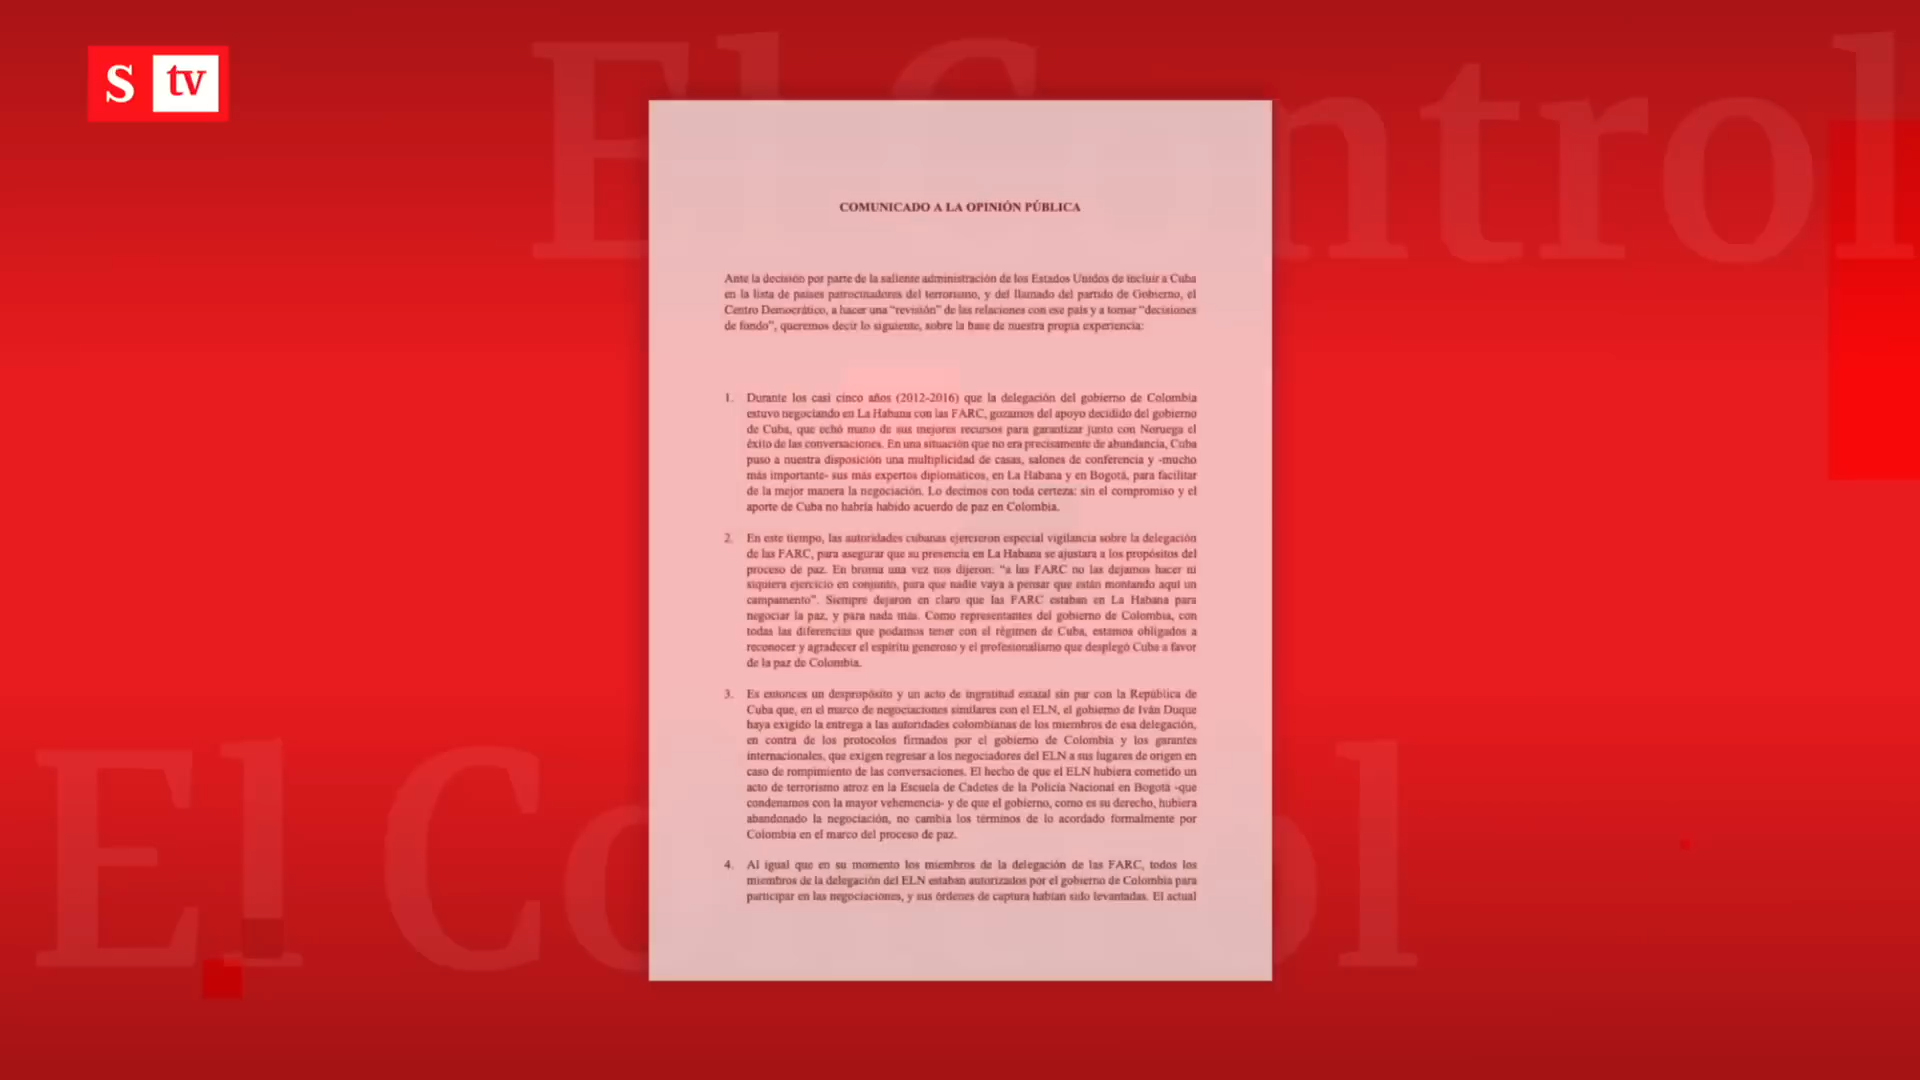 S tv
El Control
COMUNICADO A LA OPINIÓN PÚBLICA
Ante la decisión por parte de la saliente administración de los Estados Unidos de incluir a Cuba
en la lista de países patrocinadores del terrorismo, y del llamado del partido de Gobierno, el
Centro Democrático, a hacer una “revisión” de las relaciones con ese país y a tomar “decisiones
de fondo”, queremos decir lo siguiente, sobre la base de nuestra propia experiencia:
1. Durante los casi cinco años (2012-2016) que la delegación del gobierno de Colombia
estuvo negociando en La Habana con las FARC, gozamos del apoyo decidido del gobierno
de Cuba, que echó mano de sus mejores recursos para garantizar junto con Noruega el
éxito de las conversaciones. En una situación que no era precisamente de abundancia, Cuba
puso a nuestra disposición una multiplicidad de casas, salones de conferencia y -mucho
más importante- sus más expertos diplomáticos, en La Habana y en Bogotá, para facilitar
de la mejor manera la negociación. Lo decimos con toda certeza: sin el compromiso y el
aporte de Cuba no habría habido acuerdo de paz en Colombia.
2. En este tiempo, las autoridades cubanas ejercieron especial vigilancia sobre la delegación
de las FARC, para asegurar que su presencia en La Habana se ajustara a los propósitos del
proceso de paz. En broma una vez nos dijeron: “a las FARC no las dejamos hacer ni
siquiera ejercicio en conjunto, para que nadie vaya a pensar que están montando aquí un
campamento”. Siempre dejaron en claro que las FARC estaban en La Habana para
negociar la paz, y para nada más. Como representantes del gobierno de Colombia, con
todas las diferencias que podamos tener con el régimen de Cuba, estamos obligados a
reconocer y agradecer el espíritu generoso y el profesionalismo que desplegó Cuba a favor
de la paz de Colombia.
3. Es entonces un despropósito y un acto de ingratitud estatal sin par con la República de
Cuba que, en el marco de negociaciones similares con el ELN, el gobierno de Iván Duque
haya exigido la entrega a las autoridades colombianas de los miembros de esa delegación,
en contra de los protocolos firmados por el gobierno de Colombia y los garantes
internacionales, que exigen regresar a los negociadores del ELN a sus lugares de origen en
caso de rompimiento de las conversaciones. El hecho de que el ELN hubiera cometido un
acto de terrorismo atroz en la Escuela de Cadetes de la Policía Nacional en Bogotá -que
condenamos con la mayor vehemencia- y de que el gobierno, como es su derecho, hubiera
abandonado la negociación, no cambia los términos de lo acordado formalmente por
Colombia en el marco del proceso de paz.
4. Al igual que en su momento los miembros de la delegación de las FARC, todos los
miembros de la delegación del ELN estaban autorizados por el gobierno de Colombia para
participar en las negociaciones, y sus órdenes de captura habían sido levantadas. El actual
El Control